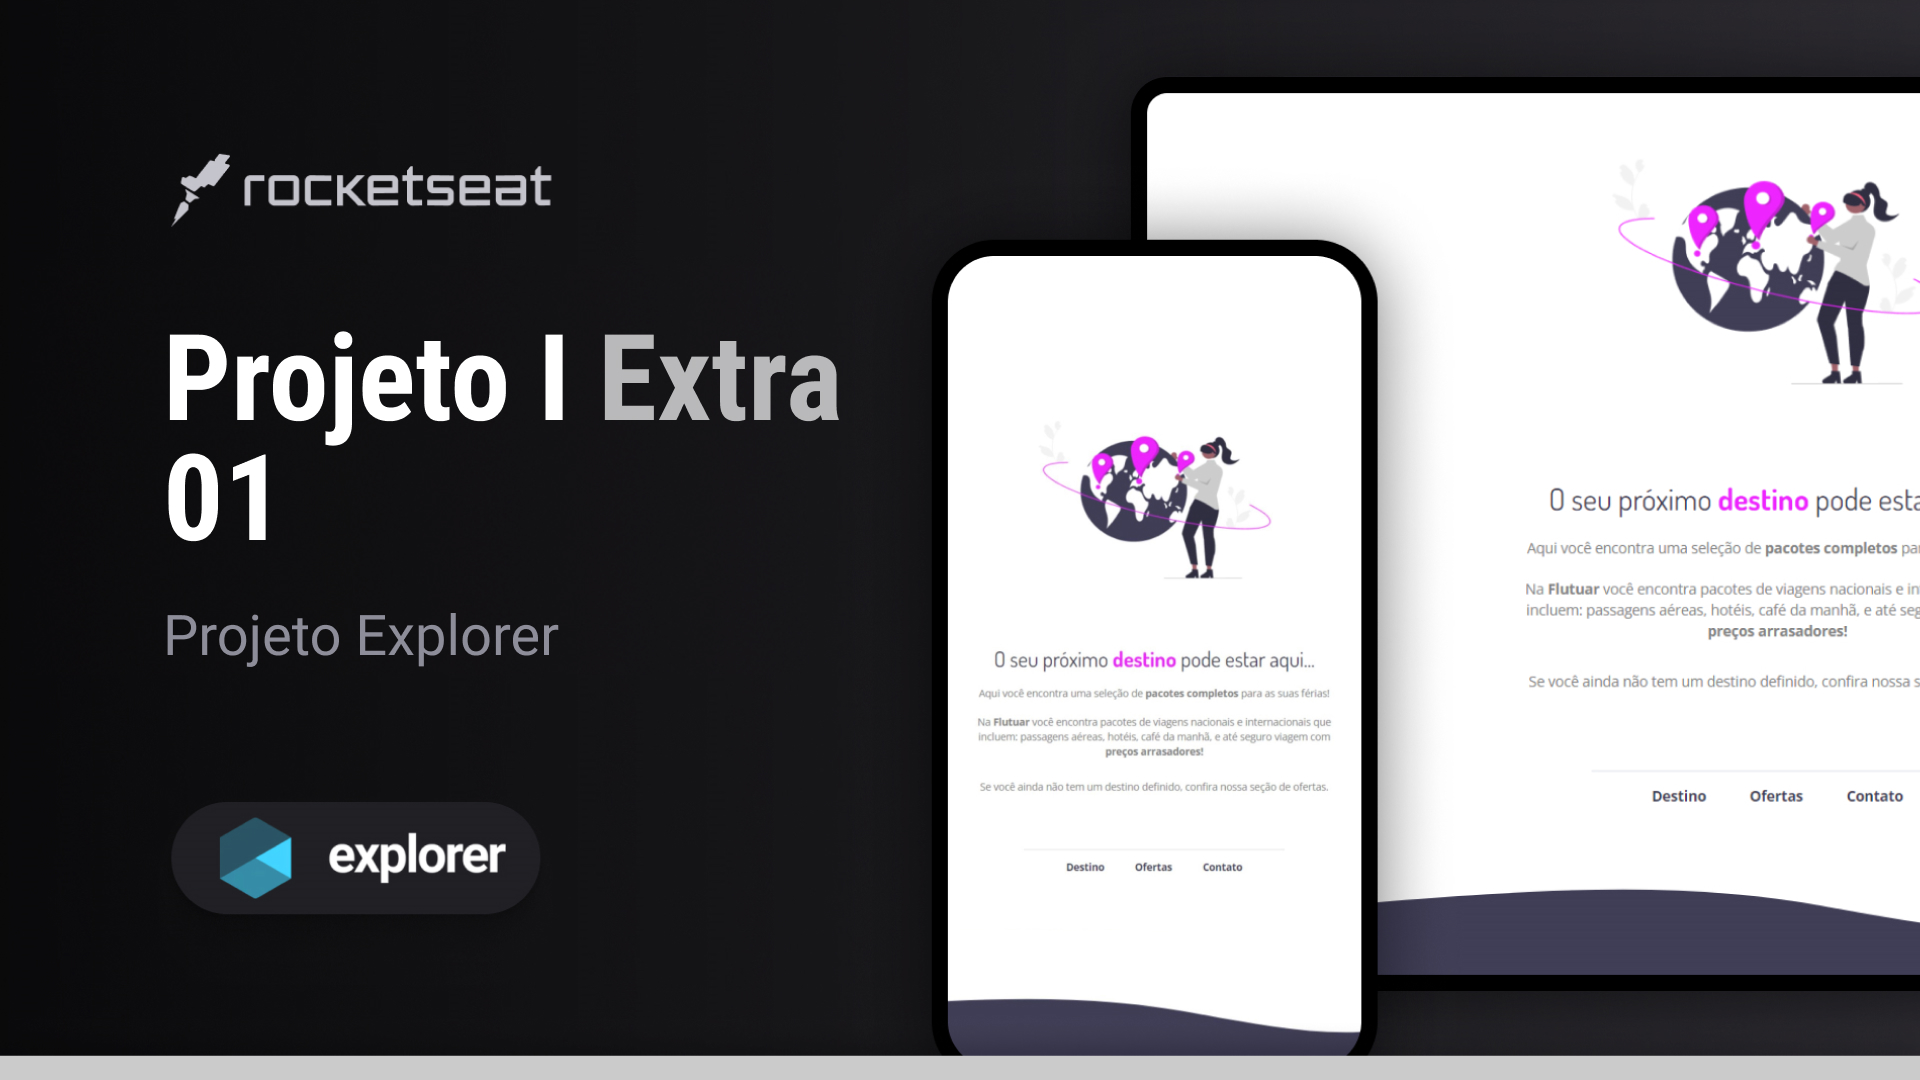 rocketseat
Projeto I Extra
01
Projeto Explorer
explorer
O seu próximo destino pode estar aqui...
Aqui você encontra uma seleção de pacotes completos para as suas férias!
Na Flutuar você encontra pacotes de viagens nacionais e internacionais que
incluem: passagens aéreas, hotéis, café da manhã, e até seguro viagem com
preços arrasadores!
Se você ainda não tem um destino definido, confira nossa seção de ofertas.
Destino Ofertas Contato
O seu próximo destino pode esta
Aqui você encontra uma seleção de pacotes completos pa
Na Flutuar você encontra pacotes de viagens nacionais e in
incluem: passagens aéreas, hotéis, café da manhã, e até seg
preços arrasadores!
Se você ainda não tem um destino definido, confira nossa s
Destino Ofertas Contato